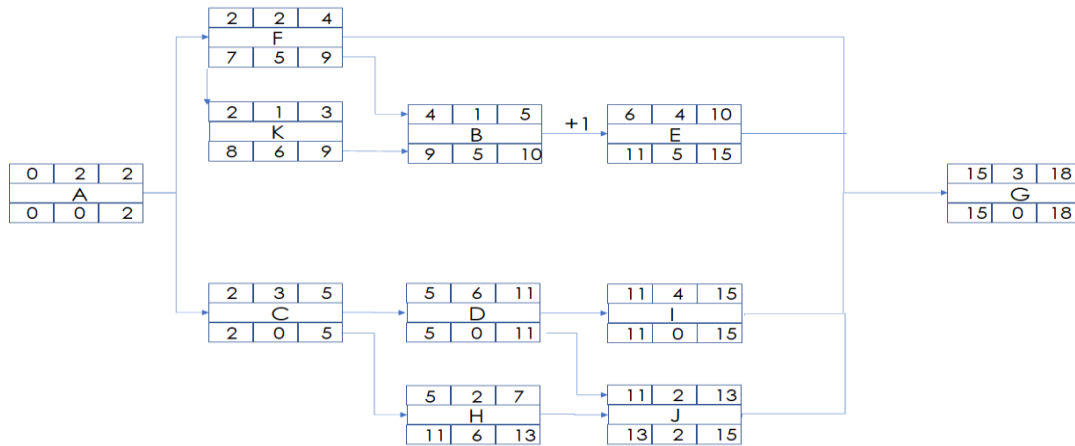 2 2 4
F
7 5 9
2 1 3
K
8 6 9
4 1 5
B
9 5 10
+1
6 4 10
E
11 5 15
0 2 2
A
0 0 2
15 3 18
G
15 0 18
2 3 5
C
2 0 5
5 6 11
D
5 0 11
11 4 15
I
11 0 15
5 2 7
H
11 6 13
11 2 13
J
13 2 15